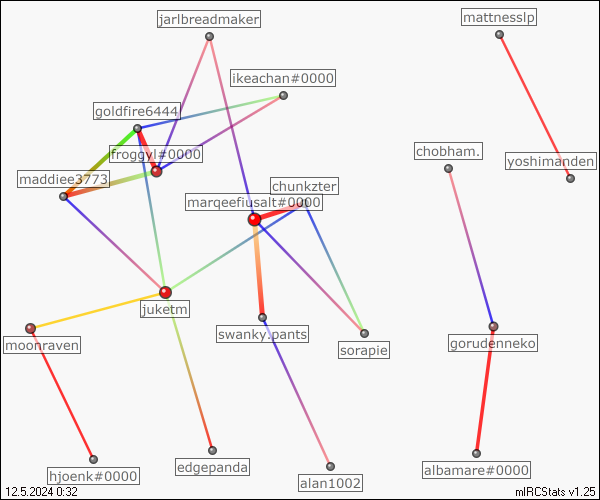 jarlbreadmaker
mattnesslp
ikeachan#0000
goldfire6444
froggyl#0000
chobham.
yoshimanden
maddiee3773
chunkzter
marqeefiusalt#0000
juketm
swanky.pants
sorapie
moonraven
gorudenneko
hjoenk#0000
edgepanda
alan1002
albamare#0000
12.5.2024 0:32
mIRCStats v1.25